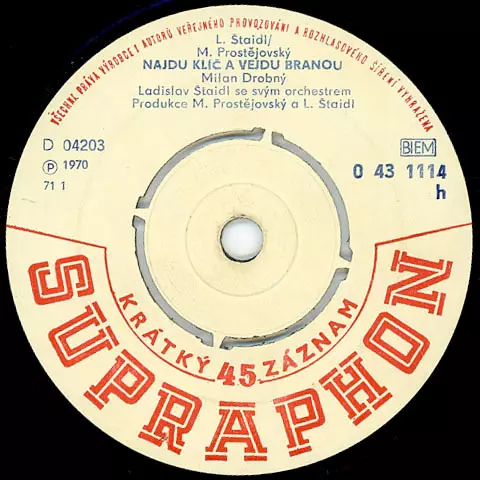 VŠECHNA PRÁVA VÝROBCE I AUTORŮ VEŘEJNÉHO PROVOZOVÁNÍ A ROZHLASOVÉHO ŠÍŘENÍ VYHRAŽENA
L. Štaidl/
M. Prostějovský
NAJDU KLÍČ A VEJDU BRANOU
Milan Drobný
Ladislav Štaidl se svým orchestrem
Produkce M. Prostějovský a L. Štaidl
D 04203
Ⓟ 1970
71 1
BIEM
0 43 1114
h
KRÁTKÝ 45 ZÁZNAM
SUPRAPHON